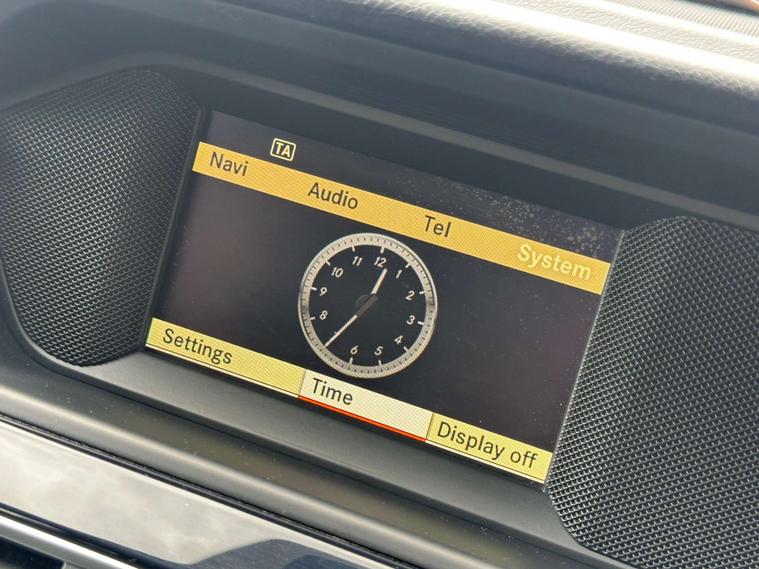 TA
Navi Audio Tel System
12
11 1
10 2
9 3
8 4
6 5
Settings Time Display off